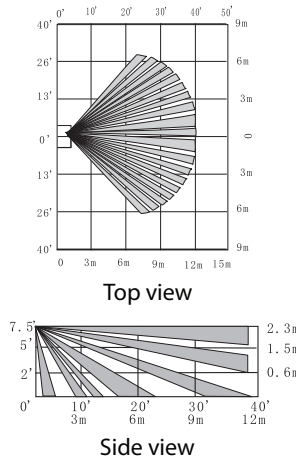 0' 10' 20' 30' 40' 50'
40' 9m
26' 6m
13' 3m
0' 0
13' 3m
26' 6m
40' 9m
0 3m 6m 9m 12m 15m
Top view
7.5' 2.3m
5' 1.5m
2' 0.6m
0' 10' 20' 30' 40'
3m 6m 9m 12m
Side view